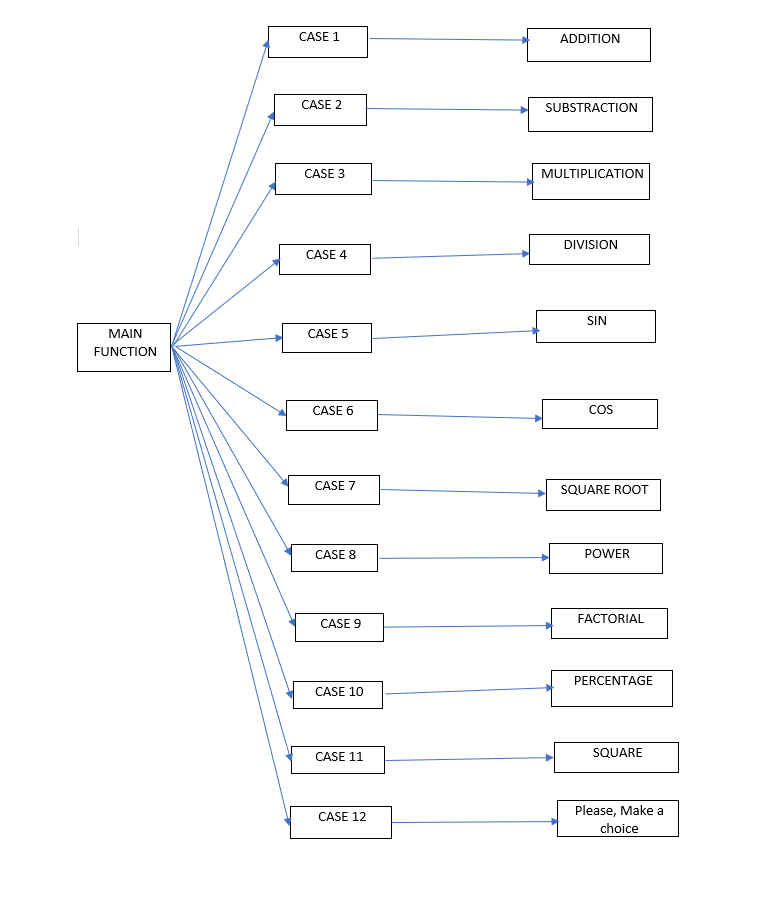 CASE 1
ADDITION
CASE 2
SUBSTRACTION
CASE 3
MULTIPLICATION
CASE 4
DIVISION
MAIN
FUNCTION
CASE 5
SIN
CASE 6
COS
CASE 7
SQUARE ROOT
CASE 8
POWER
CASE 9
FACTORIAL
CASE 10
PERCENTAGE
CASE 11
SQUARE
CASE 12
Please, Make a
choice